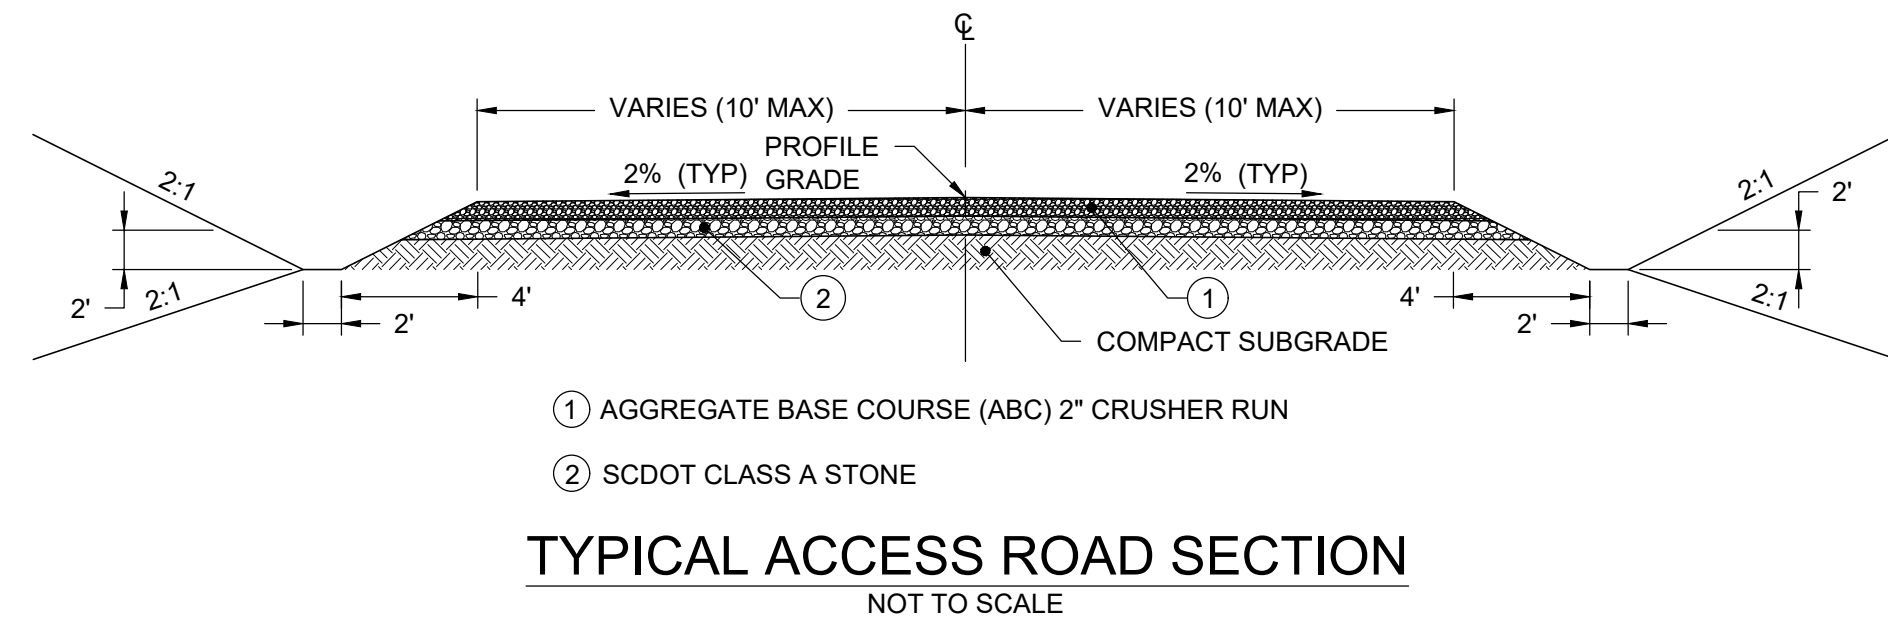 ℄
VARIES (10' MAX)
VARIES (10' MAX)
PROFILE
GRADE
2% (TYP)
2% (TYP)
2:1
2:1
2'
2'
2:1
2:1
4'
4'
2'
2'
2
1
COMPACT SUBGRADE
1 AGGREGATE BASE COURSE (ABC) 2" CRUSHER RUN
2 SCDOT CLASS A STONE
TYPICAL ACCESS ROAD SECTION
NOT TO SCALE